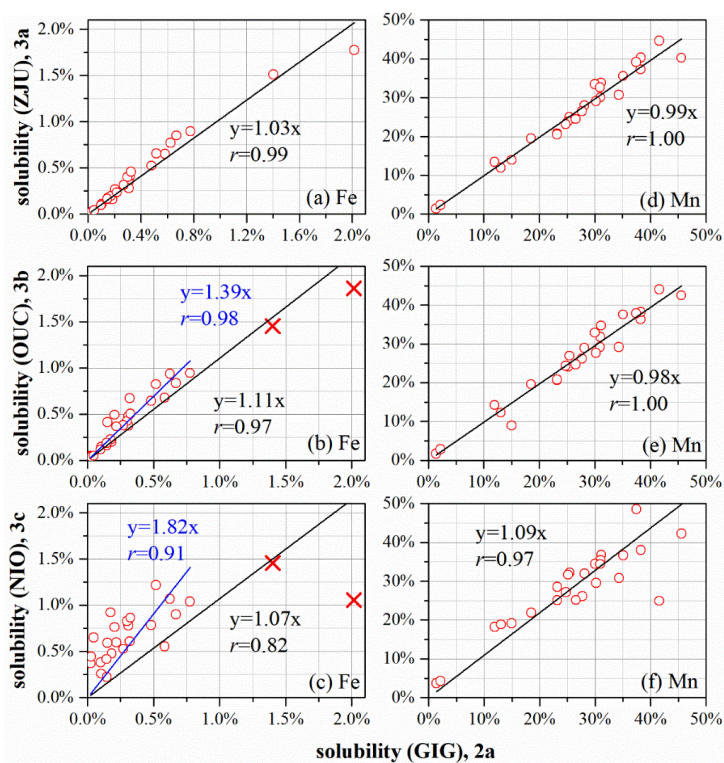 solubility (ZJU), 3a
2.0%
1.5%
1.0%
0.5%
0.0%
0.0% 0.4% 0.8% 1.2% 1.6% 2.0%
y=1.03x
r=0.99
(a) Fe
50%
40%
30%
20%
10%
0%
0% 10% 20% 30% 40% 50%
y=0.99x
r=1.00
(d) Mn
solubility (OUC), 3b
2.0%
1.5%
1.0%
0.5%
0.0%
0.0% 0.5% 1.0% 1.5% 2.0%
y=1.39x
r=0.98
y=1.11x
r=0.97
(b) Fe
50%
40%
30%
20%
10%
0%
0% 10% 20% 30% 40% 50%
y=0.98x
r=1.00
(e) Mn
solubility (NIO), 3c
2.0%
1.5%
1.0%
0.5%
0.0%
0.0% 0.5% 1.0% 1.5% 2.0%
y=1.82x
r=0.91
y=1.07x
r=0.82
(c) Fe
50%
40%
30%
20%
10%
0%
0% 10% 20% 30% 40% 50%
y=1.09x
r=0.97
(f) Mn
solubility (GIG), 2a